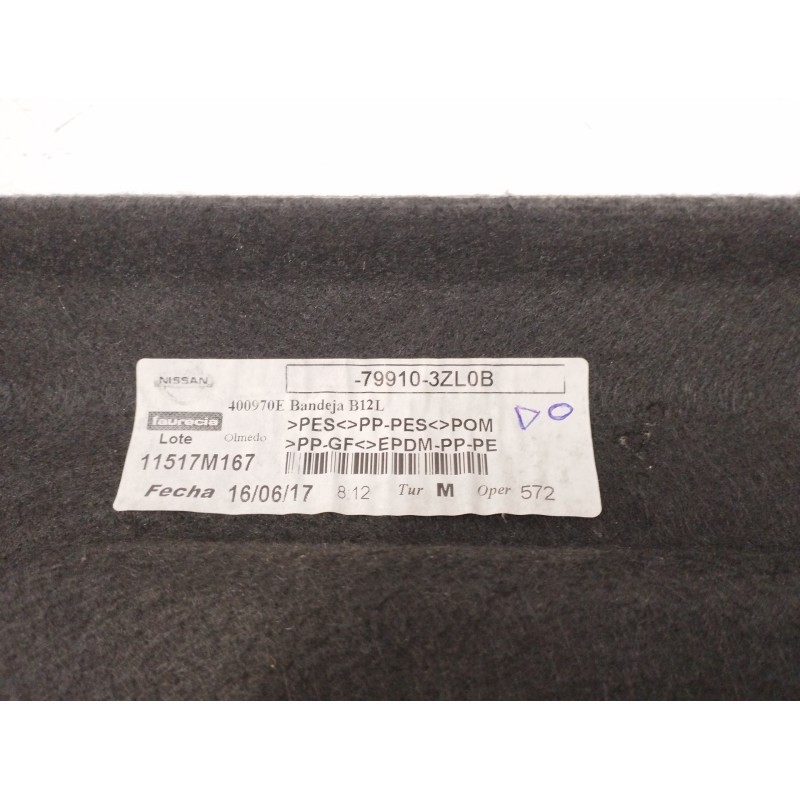 NISSAN
-79910-3ZL0B
400970E Bandeja B12L
faurecia
>PES<>PP-PES<>POM
Lote Olmedo
>PP-GF<>EPDM-PP-PE
11517M167
Fecha 16/06/17 8:12 Tur M Oper 572